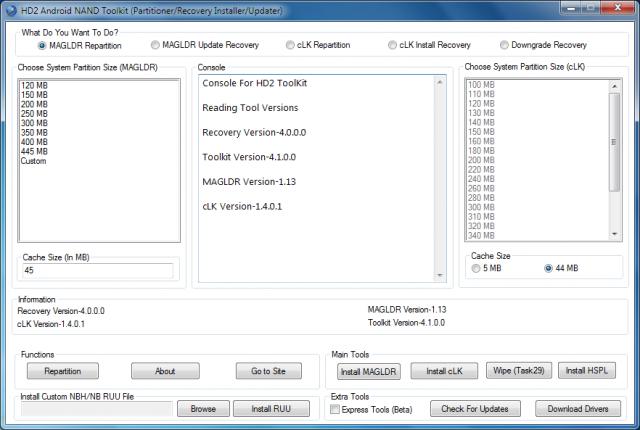 HD2 Android NAND Toolkit (Partitioner/Recovery Installer/Updater)
What Do You Want To Do?
MAGLDR Repartition
MAGLDR Update Recovery
cLK Repartition
cLK Install Recovery
Downgrade Recovery
Choose System Partition Size (MAGLDR)
120 MB
150 MB
200 MB
250 MB
300 MB
350 MB
400 MB
445 MB
Custom
Cache Size (In MB)
45
Console
Console For HD2 ToolKit
Reading Tool Versions
Recovery Version-4.0.0.0
Toolkit Version-4.1.0.0
MAGLDR Version-1.13
cLK Version-1.4.0.1
Choose System Partition Size (cLK)
100 MB
110 MB
120 MB
130 MB
140 MB
150 MB
160 MB
180 MB
200 MB
220 MB
260 MB
280 MB
290 MB
300 MB
310 MB
320 MB
340 MB
Cache Size
5 MB
44 MB
Information
Recovery Version-4.0.0.0
MAGLDR Version-1.13
cLK Version-1.4.0.1
Toolkit Version-4.1.0.0
Functions
Repartition
About
Go to Site
Main Tools
Install MAGLDR
Install cLK
Wipe (Task29)
Install HSPL
Install Custom NBH/NB RUU File
Browse
Install RUU
Extra Tools
Express Tools (Beta)
Check For Updates
Download Drivers